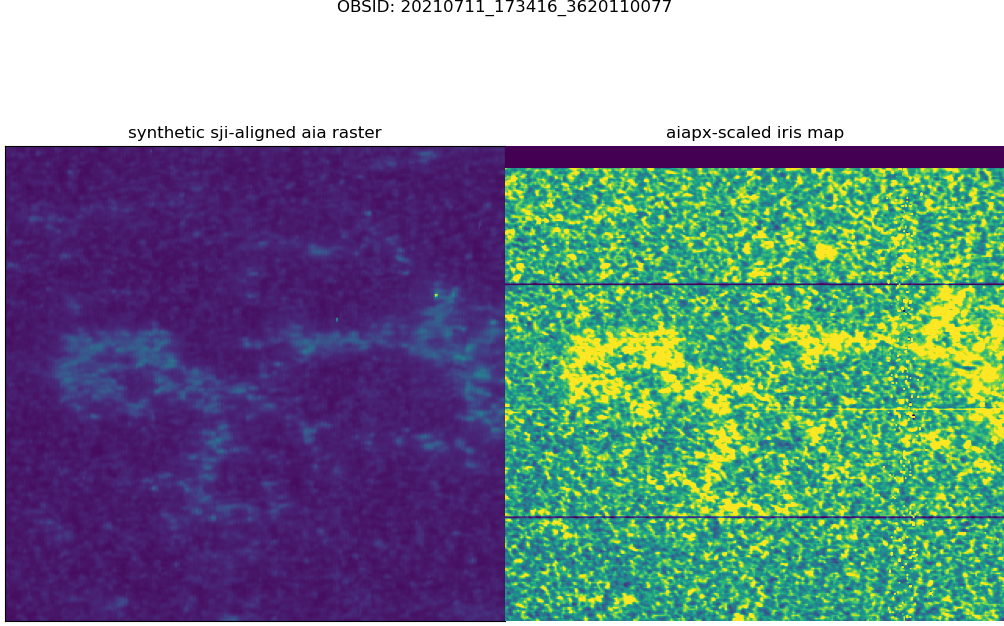 OBSID: 20210711_173416_3620110077
synthetic sji-aligned aia raster
aiapx-scaled iris map